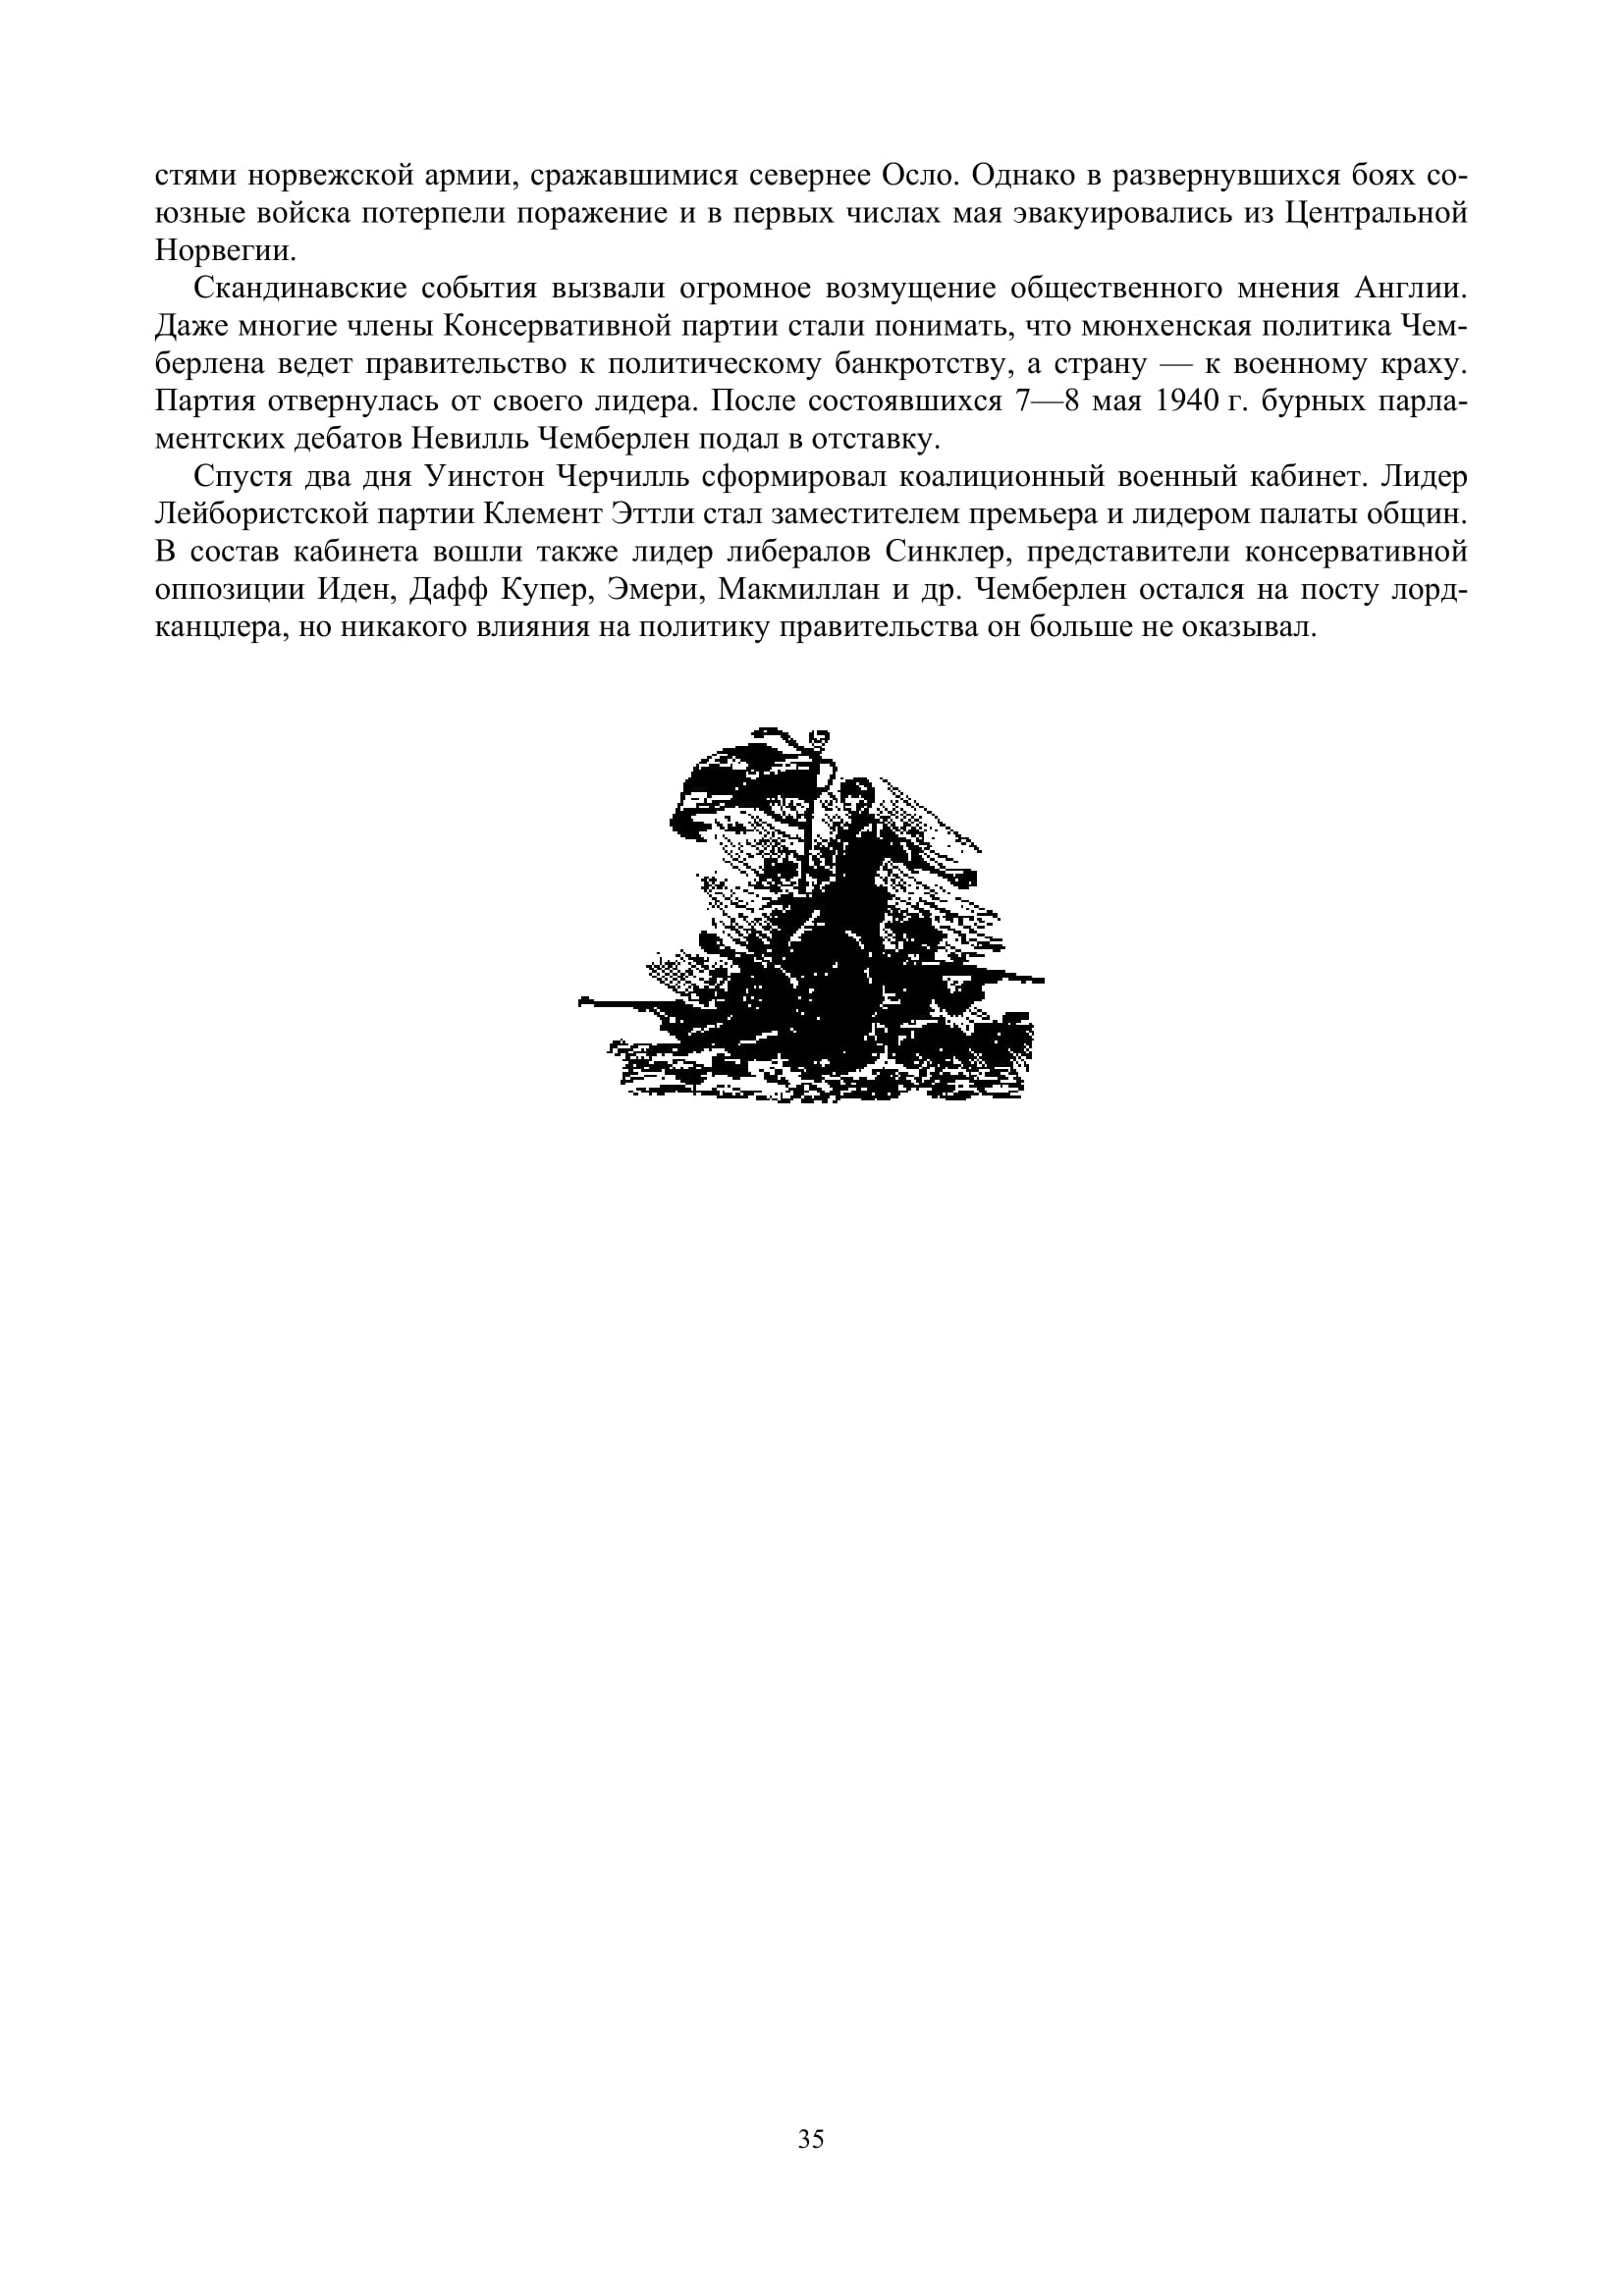 стями норвежской армии, сражавшимися севернее Осло. Однако в развернувшихся боях со-
юзные войска потерпели поражение и в первых числах мая эвакуировались из Центральной
Норвегии.
Скандинавские события вызвали огромное возмущение общественного мнения Англии.
Даже многие члены Консервативной партии стали понимать, что мюнхенская политика Чем-
берлена ведет правительство к политическому банкротству, а страну — к военному краху.
Партия отвернулась от своего лидера. После состоявшихся 7—8 мая 1940 г. бурных парла-
ментских дебатов Невилль Чемберлен подал в отставку.
Спустя два дня Уинстон Черчилль сформировал коалиционный военный кабинет. Лидер
Лейбористской партии Клемент Эттли стал заместителем премьера и лидером палаты общин.
В состав кабинета вошли также лидер либералов Синклер, представители консервативной
оппозиции Иден, Дафф Купер, Эмери, Макмиллан и др. Чемберлен остался на посту лорд-
канцлера, но никакого влияния на политику правительства он больше не оказывал.
35